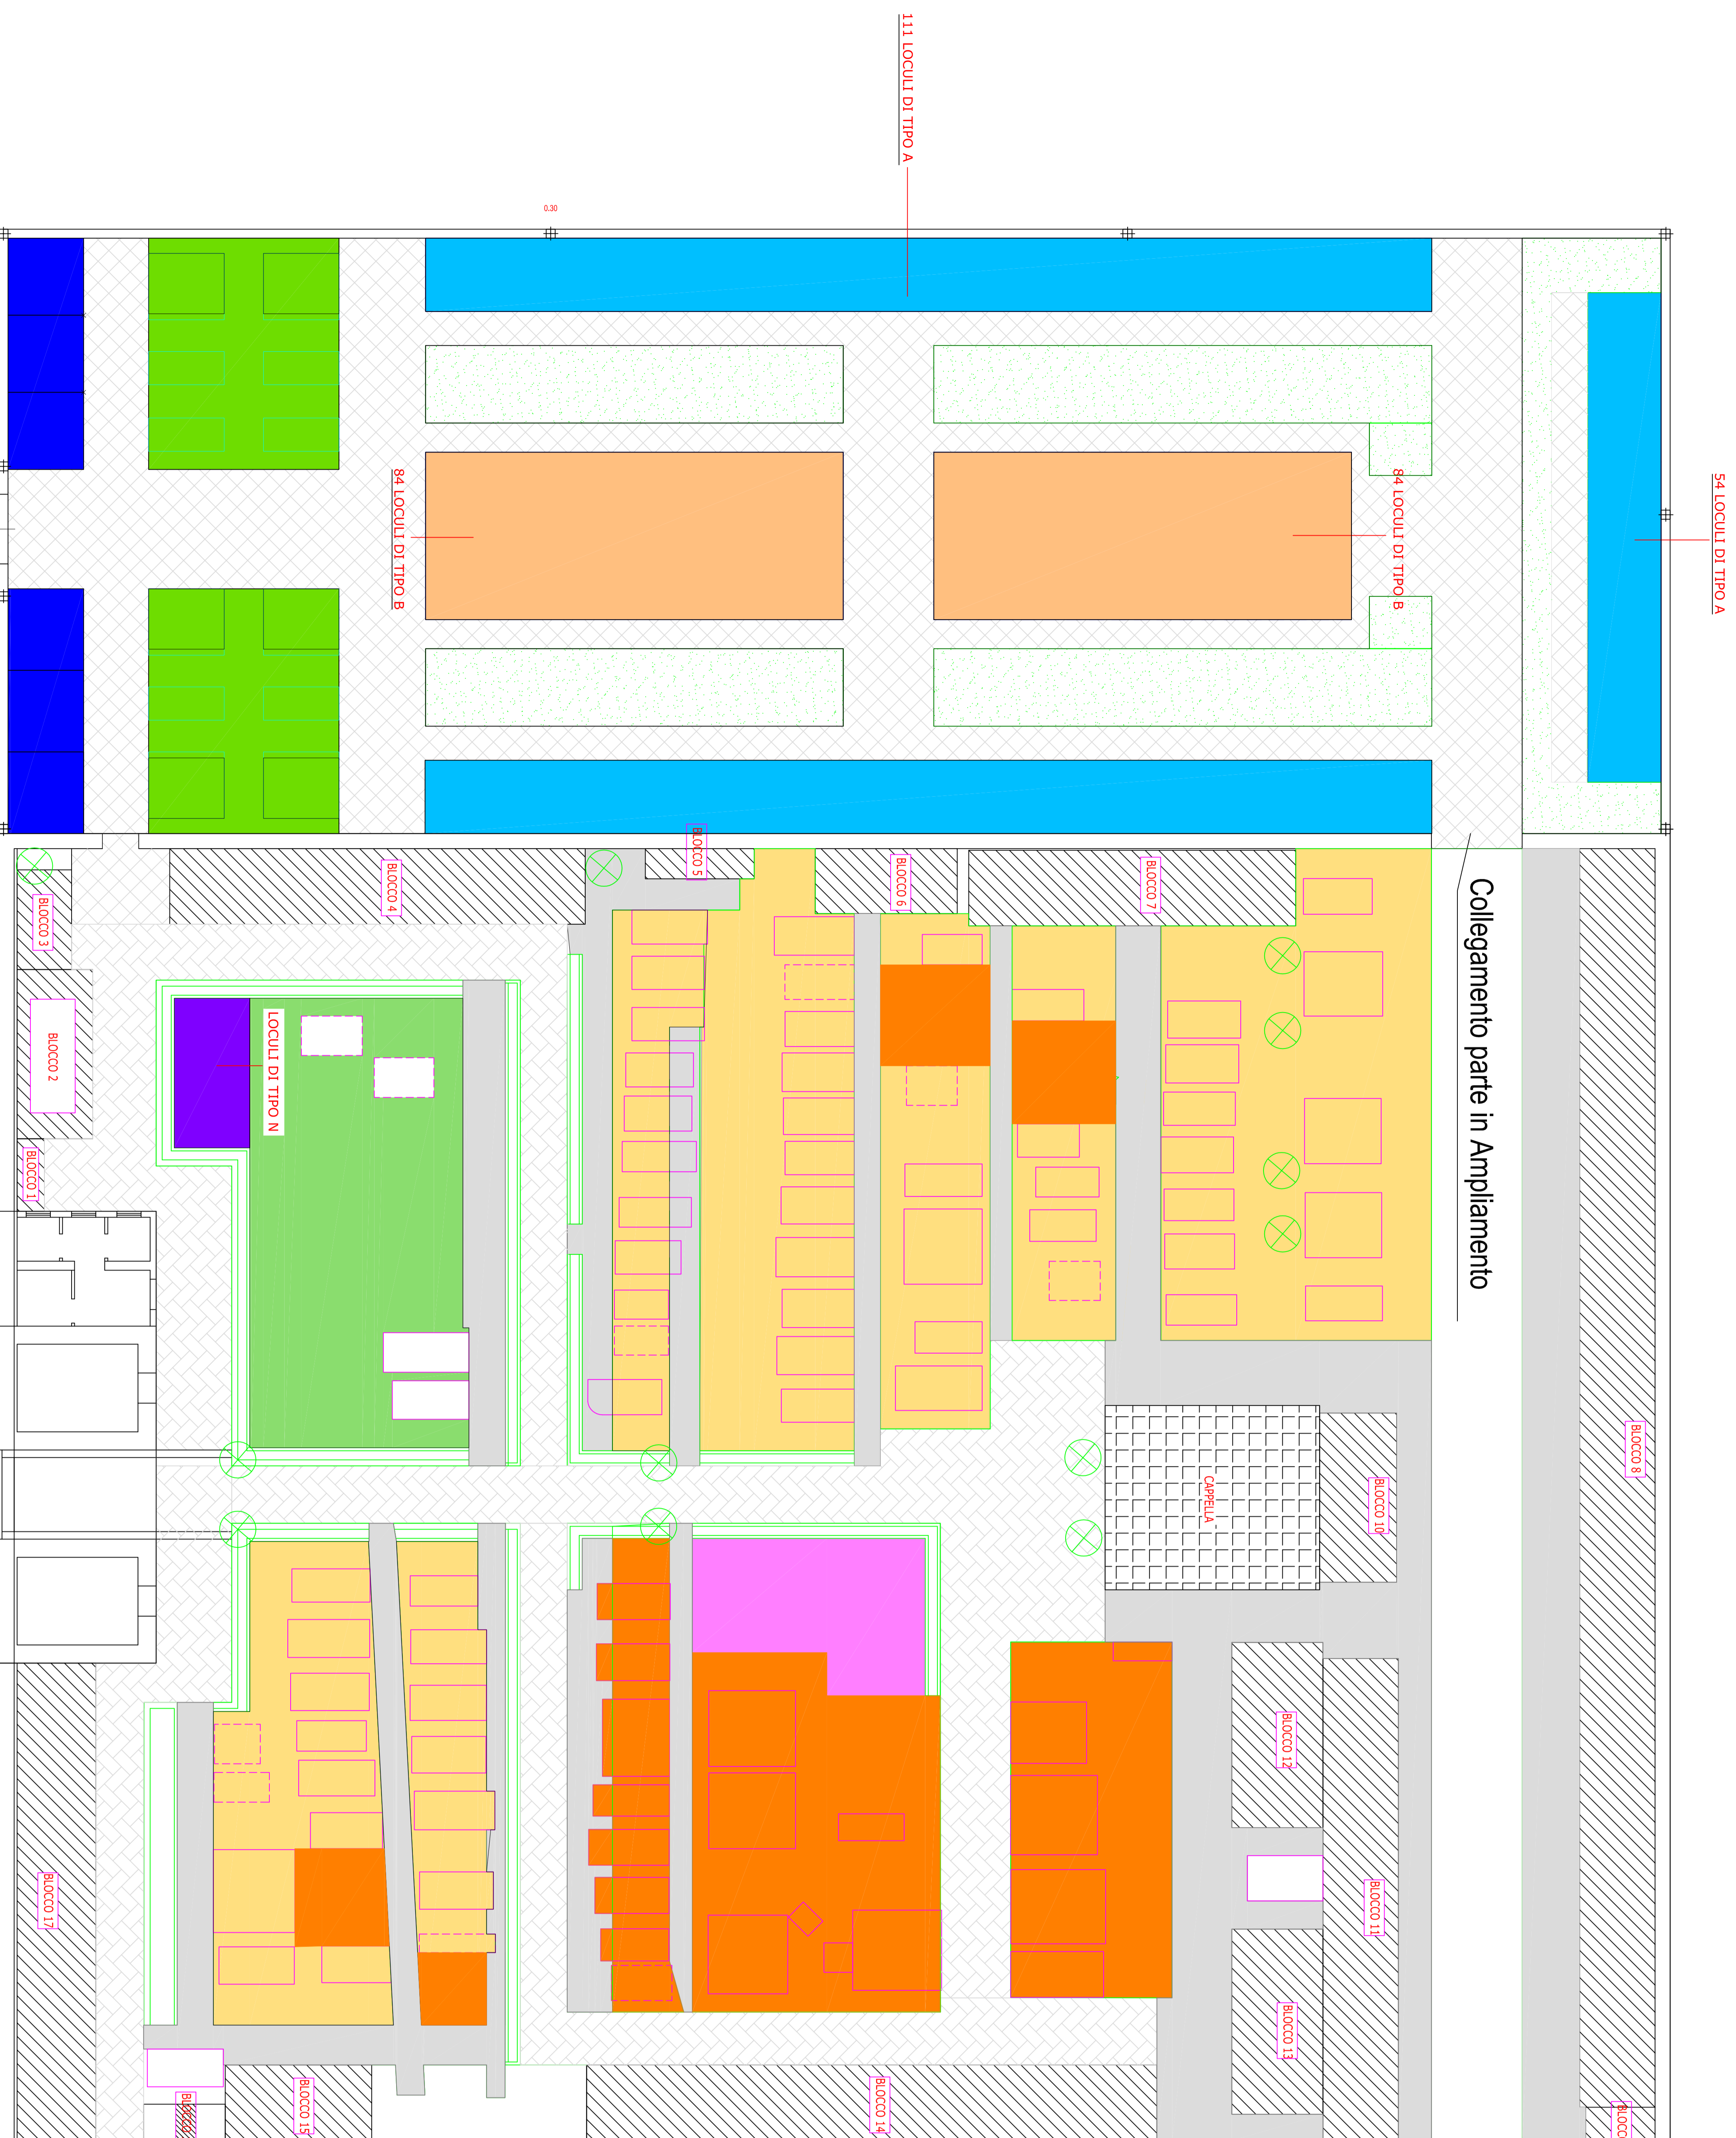 111 LOCULI DI TIPO A
0.30
54 LOCULI DI TIPO A
84 LOCULI DI TIPO B
84 LOCULI DI TIPO B
Collegamento parte in Ampliamento
BLOCCO 5
BLOCCO 4
BLOCCO 6
BLOCCO 7
BLOCCO 3
BLOCCO 2
LOCULI DI TIPO N
BLOCCO 1
BLOCCO 8
CAPPELLA
BLOCCO 10
BLOCCO 12
BLOCCO 11
BLOCCO 17
BLOCCO 13
BLOCCO 15
BLOCCO 14